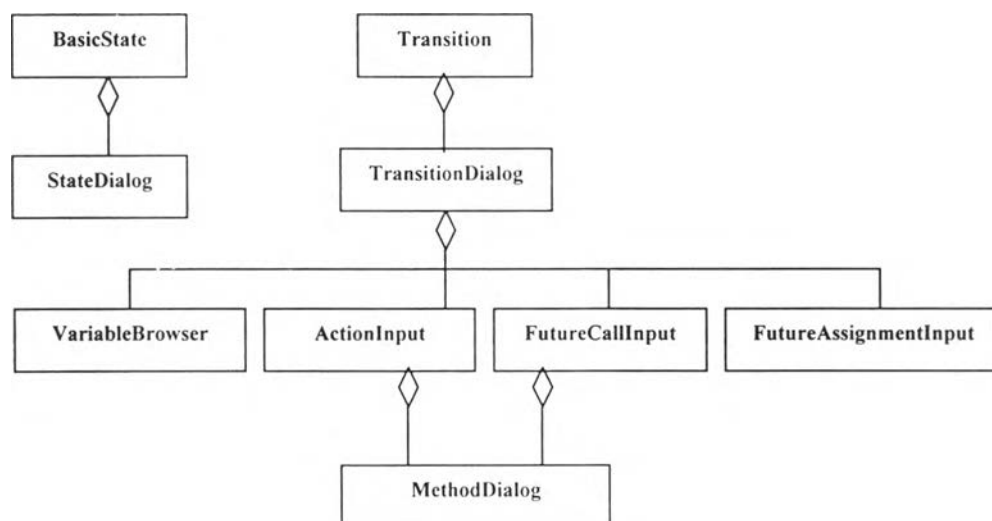 BasicState
Transition
StateDialog
TransitionDialog
VariableBrowser
ActionInput
FutureCallInput
FutureAssignmentInput
MethodDialog